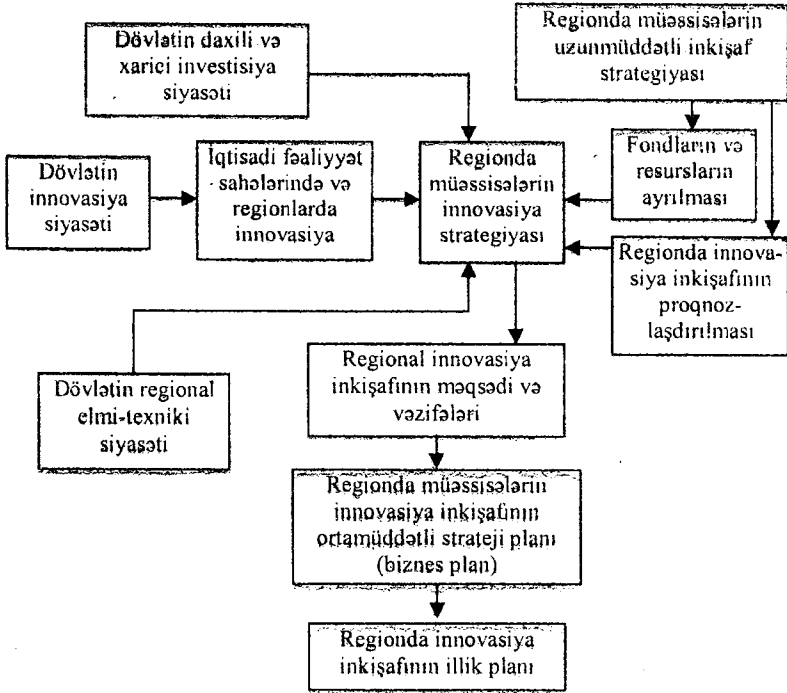 Dövlətin daxili və
xarici investisiya
siyasəti
Regionda müəssisələrin
uzunmüddətli inkişaf
strategiyası
Dövlətin
innovasiya
siyasəti
İqtisadi fəaliyyət
sahələrində və
regionlarda
innovasiya
Regionda
müəssisələrin
innovasiya
strategiyası
Fondların və
resursların
ayrılması
Regionda innova-
siya inkişafının
proqnoz-
laşdırılması
Dövlətin regional
elmi-texniki
siyasəti
Regional innovasiya
inkişafının məqsədi və
vəzifələri
Regionda müəssisələrin
innovasiya inkişafının
ortamüddətli strateji planı
(biznes plan)
Regionda innovasiya
inkişafının illik planı